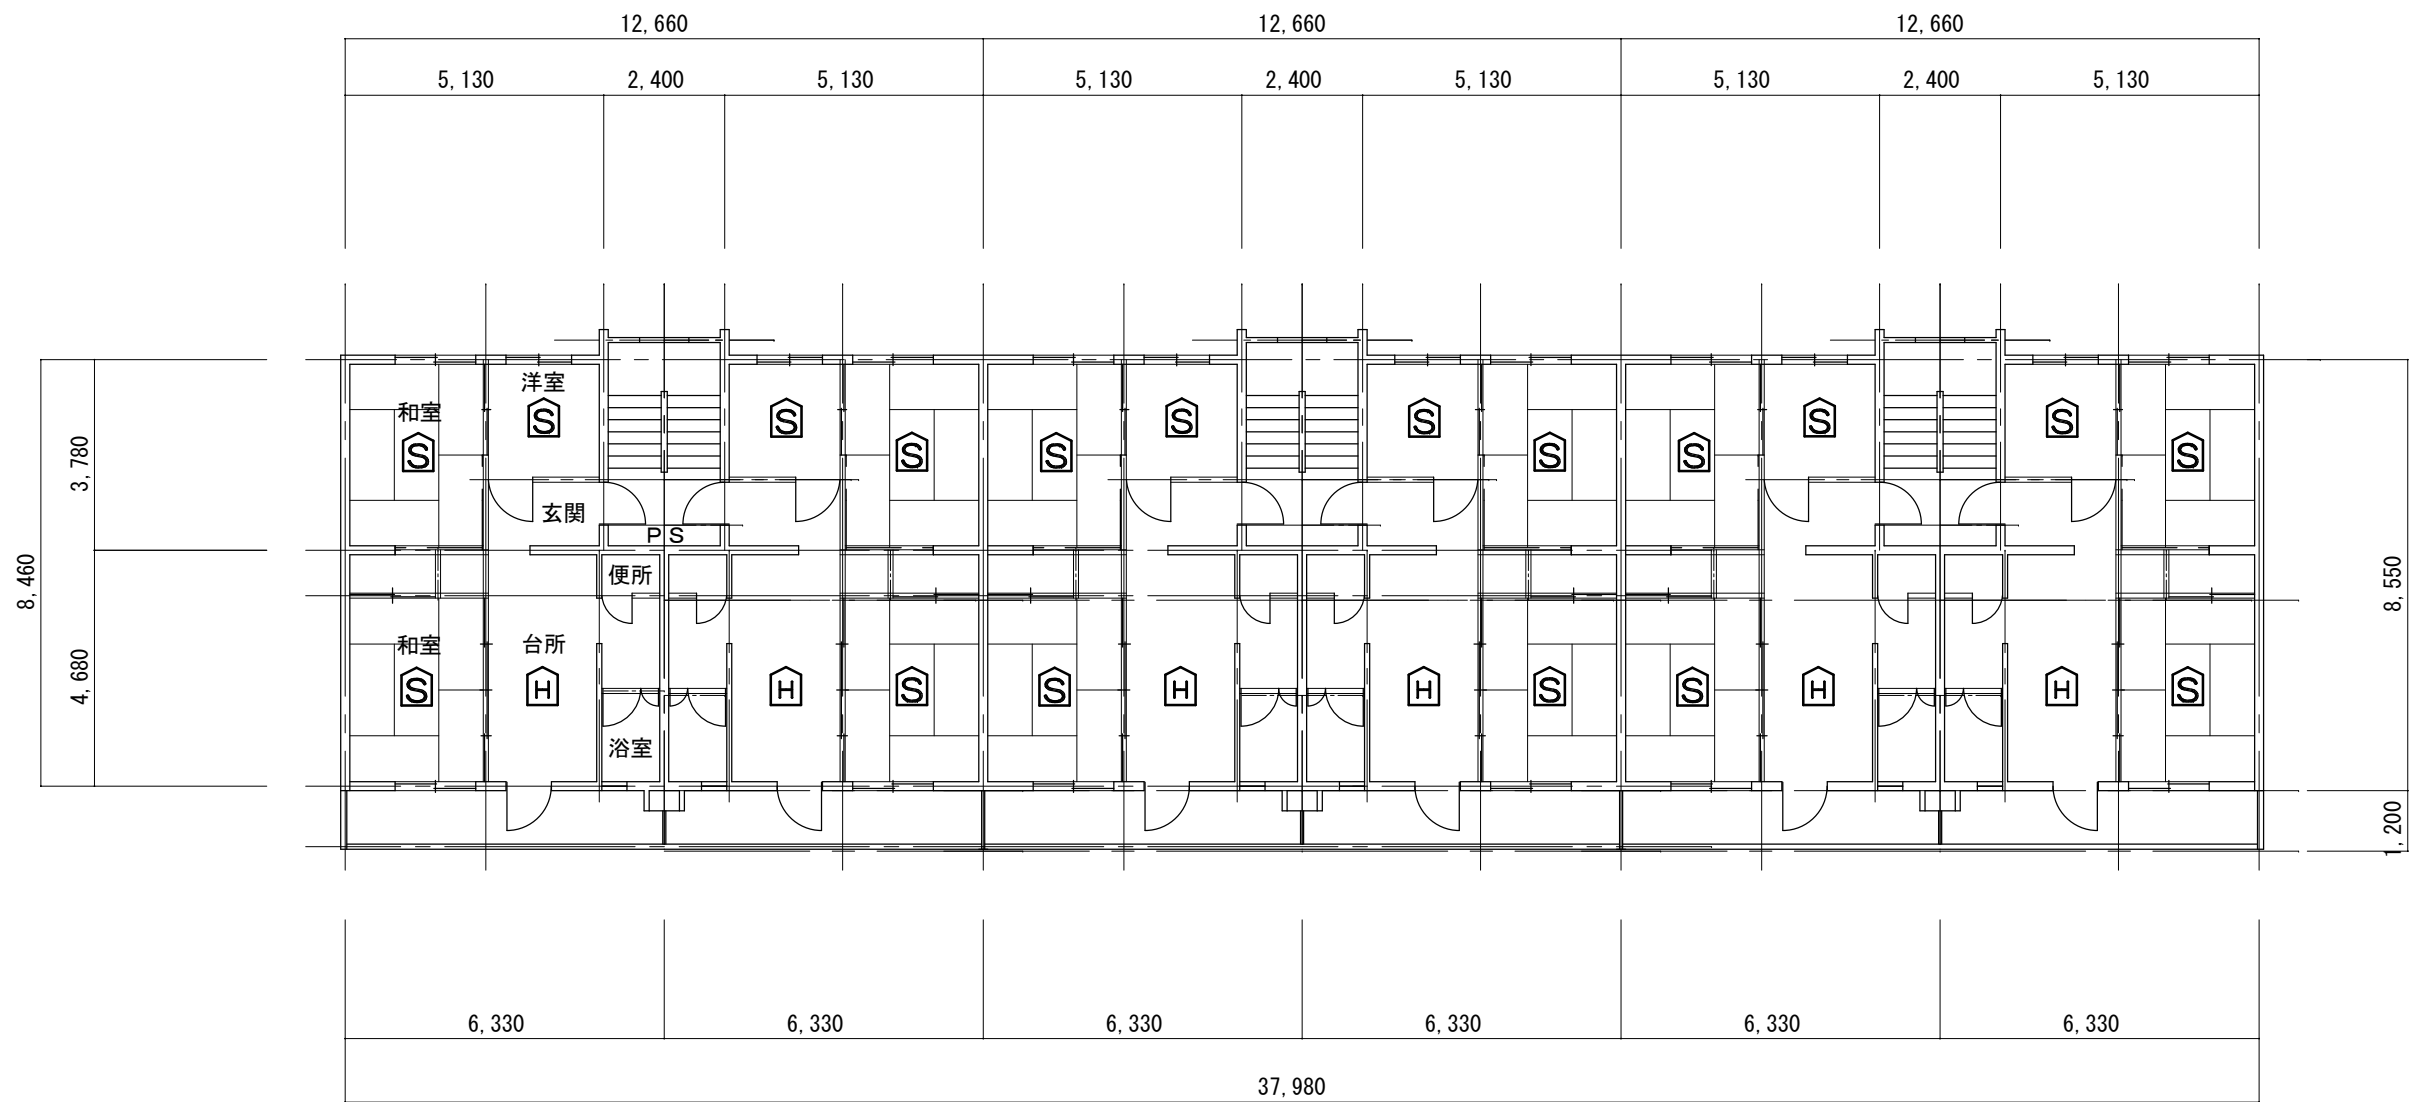 12,660 12,660 12,660
5,130 2,400 5,130 5,130 2,400 5,130 5,130 2,400 5,130
洋室
和室
S S S S S S S S S S S S
3,780
玄関
PS
便所
8,460
8,550
和室 台所
4,680
S H H S S H H S S H H S
浴室
1,200
6,330 6,330 6,330 6,330 6,330 6,330
37,980